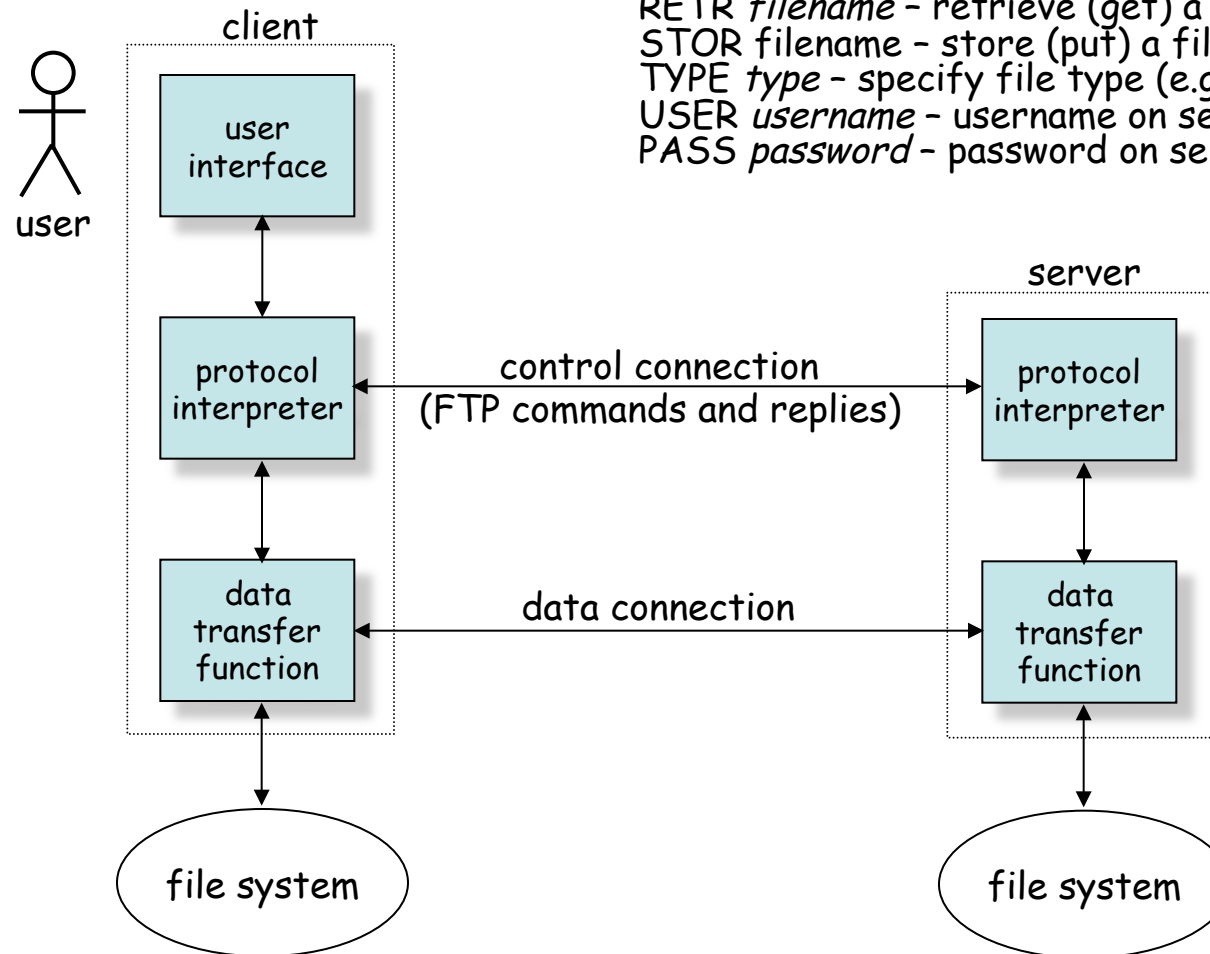 client
RETR filename – retrieve (get) a
STOR filename – store (put) a fil
TYPE type – specify file type (e.g
USER username – username on se
PASS password – password on se
user
interface
user
server
protocol
interpreter
control connection
(FTP commands and replies)
protocol
interpreter
data
transfer
function
data connection
data
transfer
function
file system
file system